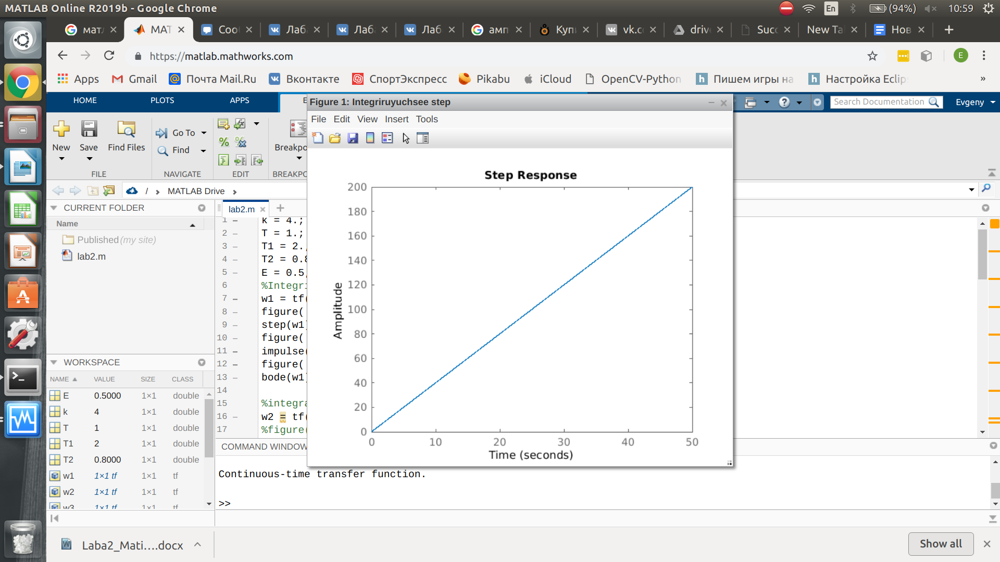 MATLAB Online R2019b - Google Chrome
En
(94%)
10:59
мат
MAT
Соо
Лаб
Лаб
Лаб
амп
Купи
vk.c
drive
Succ
New Ta
Нов
https://matlab.mathworks.com
E
Apps
Gmail
Почта Mail.Ru
Вконтакте
СпортЭкспресс
Pikabu
iCloud
OpenCV-Python
Пишем игры на
Настройка Eclip
»
HOME
PLOTS
APPS
E
Search Documentation
Evgeny
New
Save
Find Files
Go To
Find
Breakpo
FILE
NAVIGATE
EDIT
BREAKPO
/ › MATLAB Drive ›
CURRENT FOLDER
Name
Published (my site)
lab2.m
lab2.m
1 k = 4.;
2 T = 1.;
3 T1 = 2.
4 T2 = 0.8
5 E = 0.5
6 %Integri
7 w1 = tf(
8 figure(
9 step(w1)
10 figure(
11 impulse(
12 figure(
13 bode(w1)
14
15 %integra
16 w2 = tf(
17 %figure(
WORKSPACE
NAME VALUE SIZE CLASS
E 0.5000 1×1 double
k 4 1×1 double
T 1 1×1 double
T1 2 1×1 double
T2 0.8000 1×1 double
w1 1×1 tf 1×1 tf
w2 1×1 tf 1×1 tf
w3 1×1 tf 1×1 tf
COMMAND WINDOW
Continuous-time transfer function.
>>
Figure 1: Integriruyuchsee step
File Edit View Insert Tools
Step Response
Amplitude
200
180
160
140
120
100
80
60
40
20
0
0 10 20 30 40 50
Time (seconds)
Laba2_Mati....docx
Show all